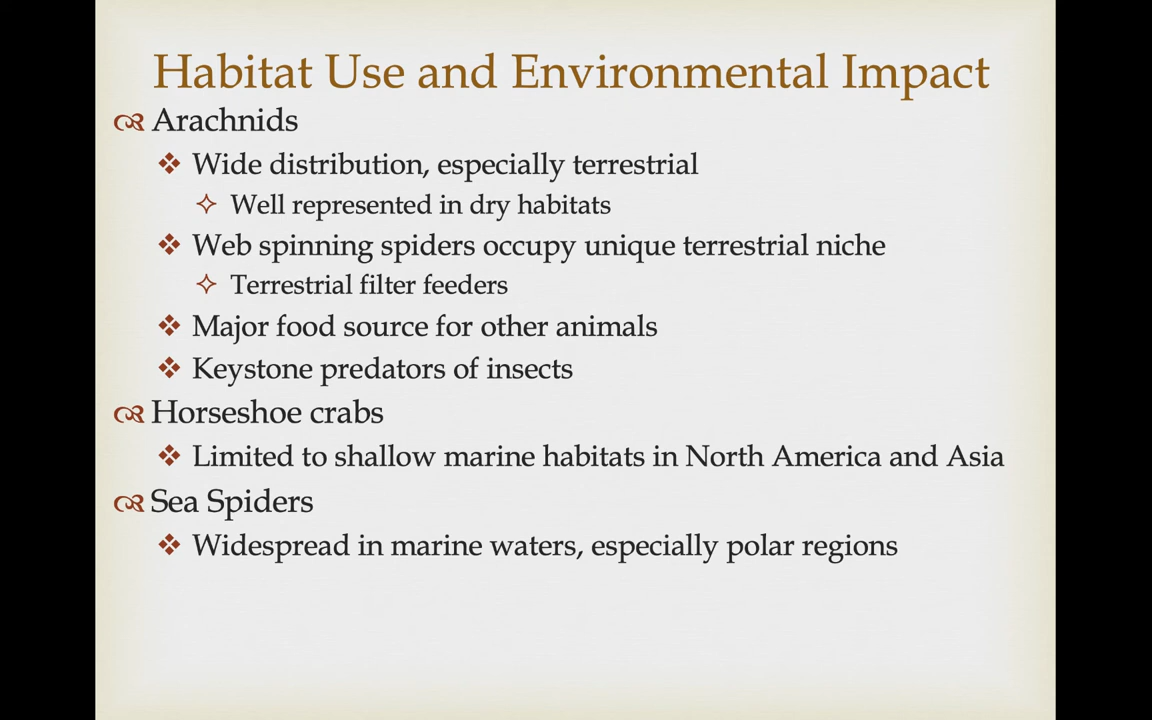 Habitat Use and Environmental Impact
Arachnids
Wide distribution, especially terrestrial
Well represented in dry habitats
Web spinning spiders occupy unique terrestrial niche
Terrestrial filter feeders
Major food source for other animals
Keystone predators of insects
Horseshoe crabs
Limited to shallow marine habitats in North America and Asia
Sea Spiders
Widespread in marine waters, especially polar regions